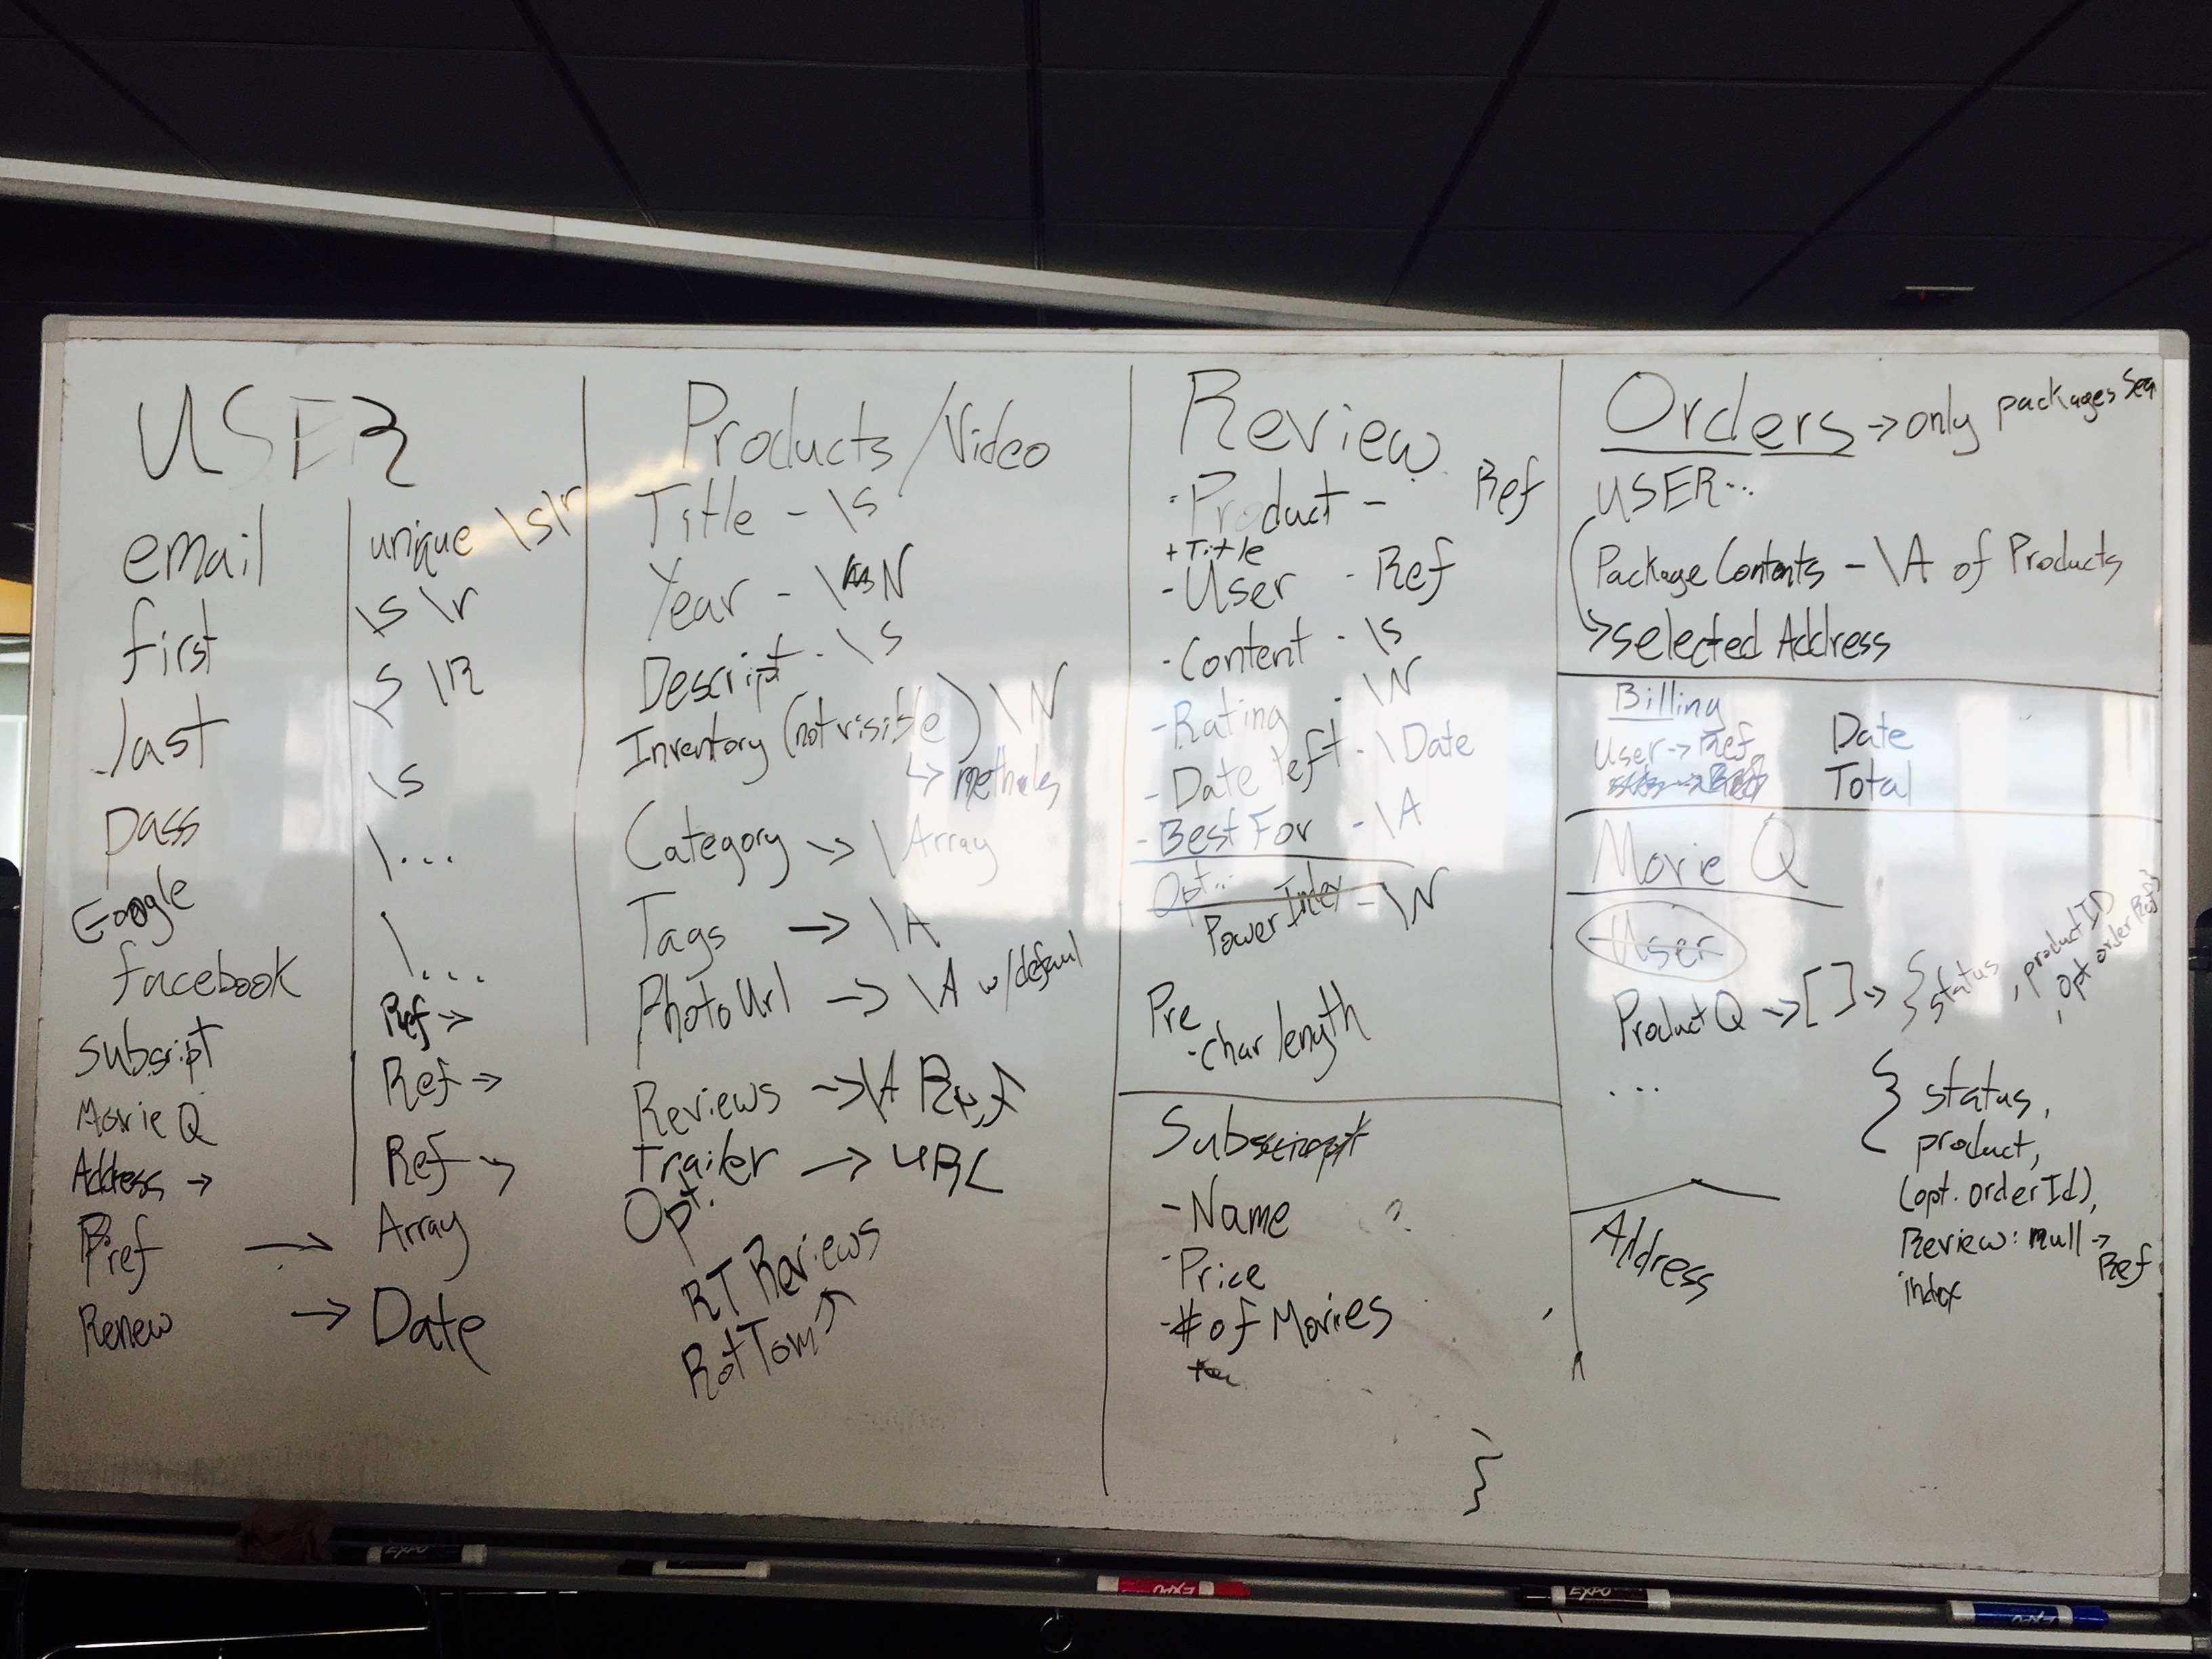 USER
email unique \s\r
first \s \r
last \S \R
pass \s
Google \...
facebook \...
Subscript Ref →
Movie Q Ref →
Address → Ref →
Pref → Array
Renew → Date
Products/Video
Title - \s
Year - \N
Descript. - \s
Inventory (not visible) \N
↳ methods
Category → \Array
Tags → \A
PhotoUrl → \A w/defaul
Reviews → \A Ref
Trailer → URL
Opt.
RT Reviews
RotTom ↗
Review
- Product - Ref
+ Title
- User - Ref
- Content - \s
- Rating - \N
- Date left - \Date
- Best For - \A
Opt...
Power Index - \N
Pre
- Char length
Subscript
- Name ?
- Price
- # of Movies
}
Orders → only packages
USER...
Package Contents - \A of Products
→ selected Address
Billing
User → Ref
Date
Total
Movie Q
- User
ProductQ → [ ] → { status, productID
, opt order
...
{ status,
product,
(opt. orderId),
Review: null → Ref
index
Address
EXPO
EXPO
EXPO
EXPO